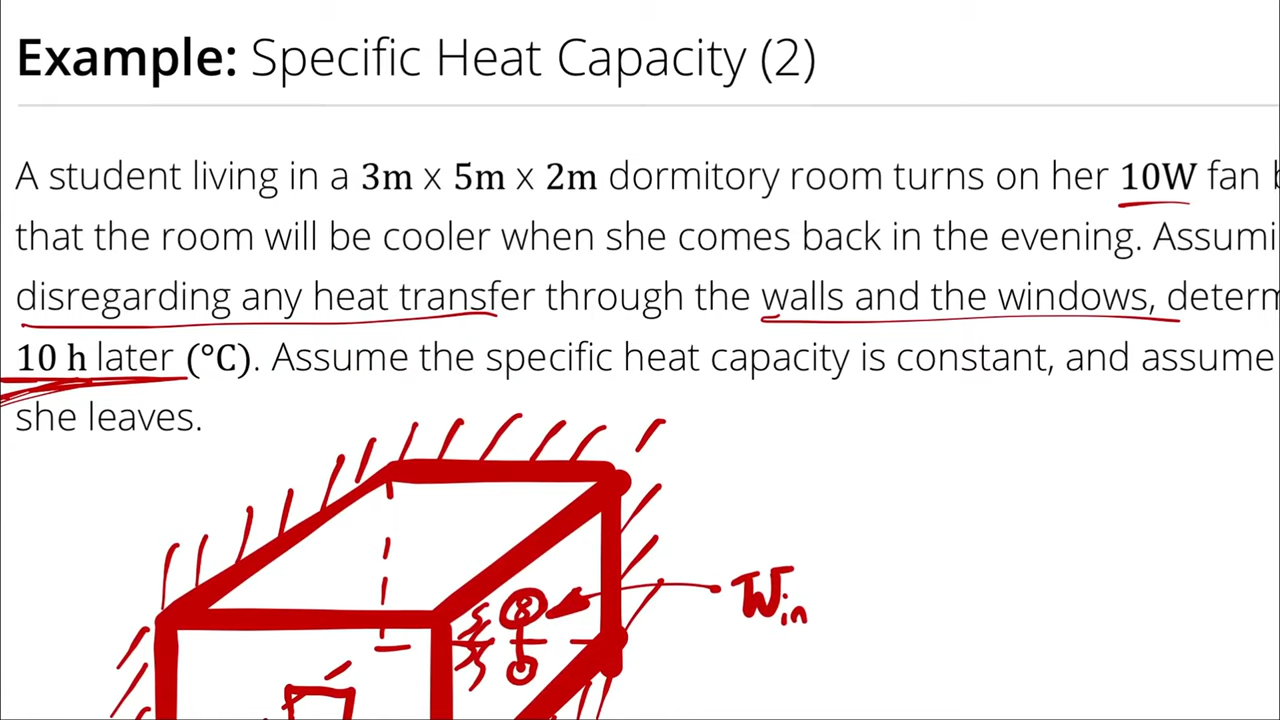 Example: Specific Heat Capacity (2)
A student living in a 3m x 5m x 2m dormitory room turns on her 10W fan
that the room will be cooler when she comes back in the evening.
disregarding any heat transfer through the walls and the windows,
10 h later (°C). Assume the specific heat capacity is constant, and assume
she leaves.
Win